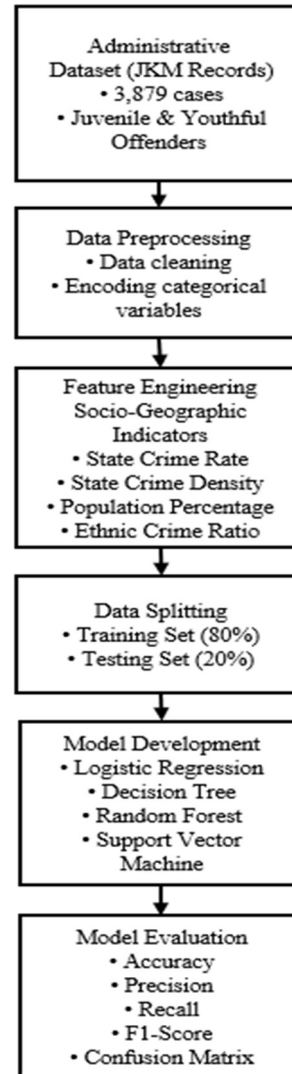 Administrative
Dataset (JKM Records)
• 3,879 cases
• Juvenile & Youthful
Offenders
Data Preprocessing
• Data cleaning
• Encoding categorical
variables
Feature Engineering
Socio-Geographic
Indicators
• State Crime Rate
• State Crime Density
• Population Percentage
• Ethnic Crime Ratio
Data Splitting
• Training Set (80%)
• Testing Set (20%)
Model Development
• Logistic Regression
• Decision Tree
• Random Forest
• Support Vector
Machine
Model Evaluation
• Accuracy
• Precision
• Recall
• F1-Score
• Confusion Matrix